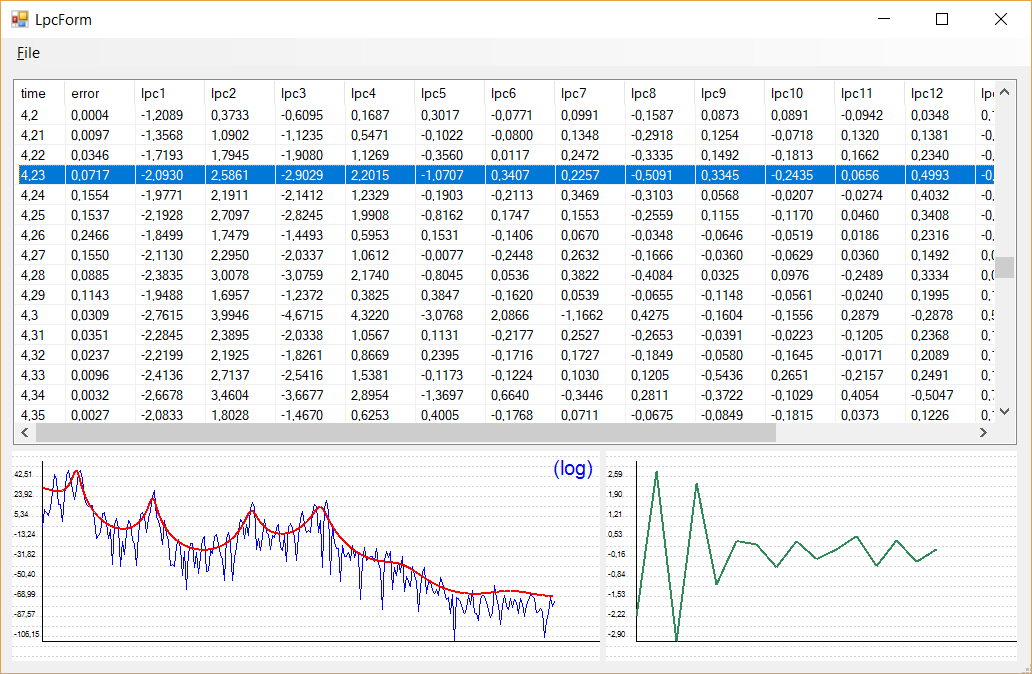 LpcForm
File
time error lpc1 lpc2 lpc3 lpc4 lpc5 lpc6 lpc7 lpc8 lpc9 lpc10 lpc11 lpc12
4,2 0,0004 -1,2089 0,3733 -0,6095 0,1687 0,3017 -0,0771 0,0991 -0,1587 0,0873 0,0891 -0,0942 0,0348
4,21 0,0097 -1,3568 1,0902 -1,1235 0,5471 -0,1022 -0,0800 0,1348 -0,2918 0,1254 -0,0718 0,1320 0,1381
4,22 0,0346 -1,7193 1,7945 -1,9080 1,1269 -0,3560 0,0117 0,2472 -0,3335 0,1492 -0,1813 0,1662 0,2340
4,23 0,0717 -2,0930 2,5861 -2,9029 2,2015 -1,0707 0,3407 0,2257 -0,5091 0,3345 -0,2435 0,0656 0,4993
4,24 0,1554 -1,9771 2,1911 -2,1412 1,2329 -0,1903 -0,2113 0,3469 -0,3103 0,0568 -0,0207 -0,0274 0,4032
4,25 0,1537 -2,1928 2,7097 -2,8245 1,9908 -0,8162 0,1747 0,1553 -0,2559 0,1155 -0,1170 0,0460 0,3408
4,26 0,2466 -1,8499 1,7479 -1,4493 0,5953 0,1531 -0,1406 0,0670 -0,0348 -0,0646 -0,0519 0,0186 0,2316
4,27 0,1550 -2,1130 2,2950 -2,0337 1,0612 -0,0077 -0,2448 0,2632 -0,1666 -0,0360 -0,0629 0,0360 0,1492
4,28 0,0885 -2,3835 3,0078 -3,0759 2,1740 -0,8045 0,0536 0,3822 -0,4084 0,0325 0,0976 -0,2489 0,3334
4,29 0,1143 -1,9488 1,6957 -1,2372 0,3825 0,3847 -0,1620 0,0539 -0,0655 -0,1148 -0,0561 -0,0240 0,1995
4,3 0,0309 -2,7615 3,9946 -4,6715 4,3220 -3,0768 2,0866 -1,1662 0,4275 -0,1604 -0,1556 0,2879 -0,2878
4,31 0,0351 -2,2845 2,3895 -2,0338 1,0567 0,1131 -0,2177 0,2527 -0,2653 -0,0391 -0,0223 -0,1205 0,2368
4,32 0,0237 -2,2199 2,1925 -1,8261 0,8669 0,2395 -0,1716 0,1727 -0,1849 -0,0580 -0,1645 -0,0171 0,2089
4,33 0,0096 -2,4136 2,7137 -2,5416 1,5381 -0,1173 -0,1224 0,1030 0,1205 -0,5436 0,2651 -0,2157 0,2491
4,34 0,0032 -2,6678 3,4604 -3,6677 2,8954 -1,3697 0,6640 -0,3446 0,2811 -0,3722 -0,1029 0,4054 -0,5047
4,35 0,0027 -2,0833 1,8028 -1,4670 0,6253 0,4005 -0,1768 0,0711 -0,0675 -0,0849 -0,1815 0,0373 0,1226
(log)
42,51
23,92
5,34
-13,24
-31,82
-50,40
-68,99
-87,57
-106,15
2,59
1,90
1,21
0,53
-0,16
-0,84
-1,53
-2,22
-2,90